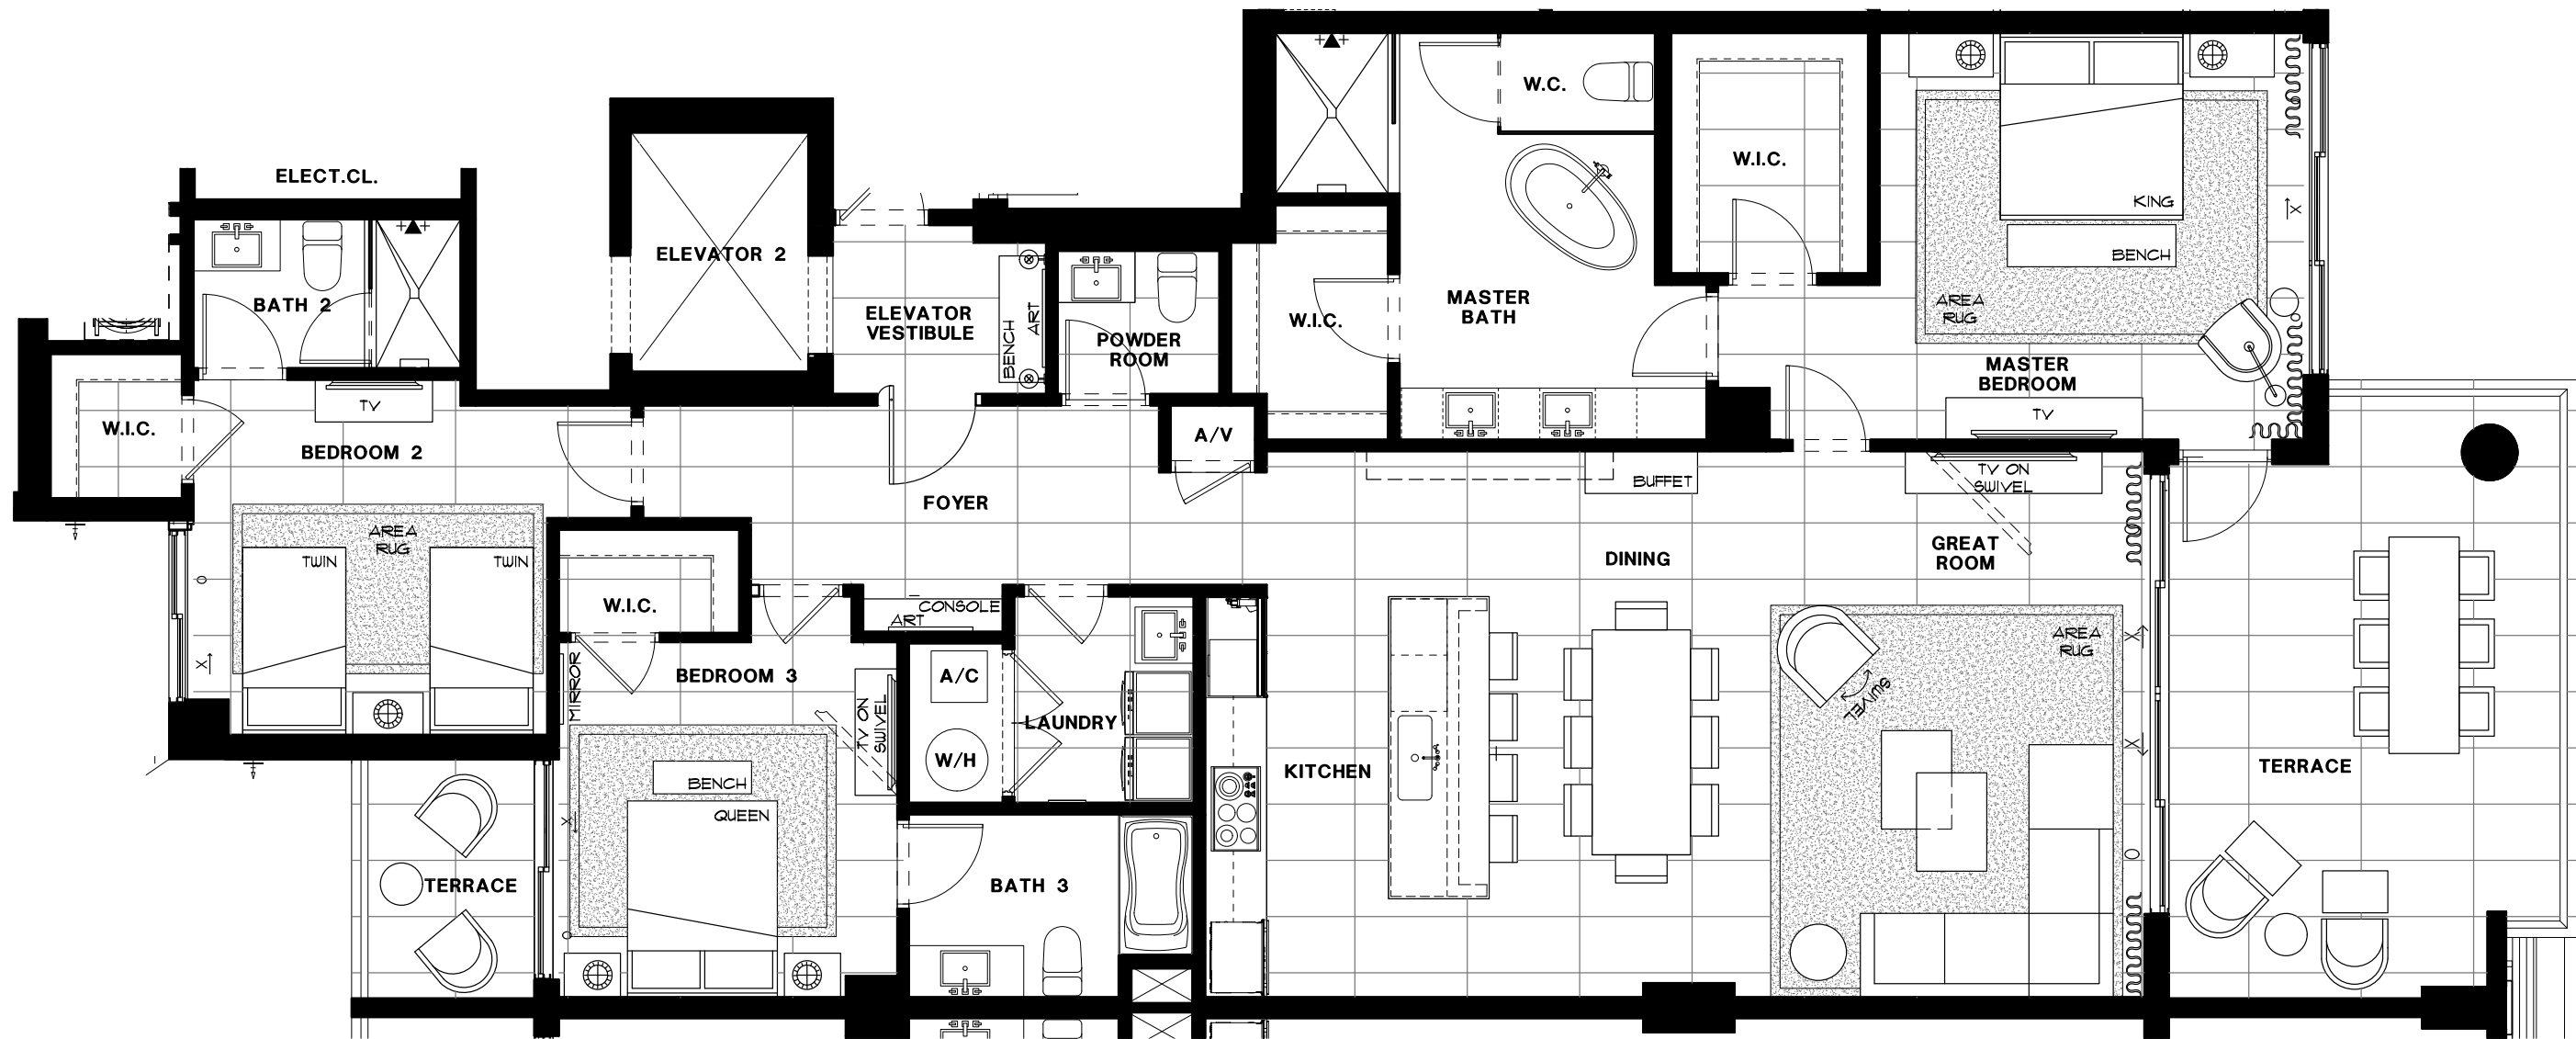 ELECT.CL.
BATH 2
W.I.C.
TV
BEDROOM 2
AREA
RUG
TWIN
TWIN
O
X
ELEVATOR 2
ELEVATOR
VESTIBULE
BENCH
ART
POWDER
ROOM
A/V
FOYER
W.I.C.
W.C.
MASTER
BATH
W.I.C.
KING
BENCH
AREA
RUG
X
MASTER
BEDROOM
TV
BUFFET
TV ON
SWIVEL
GREAT
ROOM
DINING
AREA
RUG
SWIVEL
X
X
O
KITCHEN
TERRACE
W.I.C.
MIRROR
BEDROOM 3
TV ON
SWIVEL
ART
CONSOLE
A/C
W/H
LAUNDRY
BENCH
QUEEN
X
O
BATH 3
TERRACE